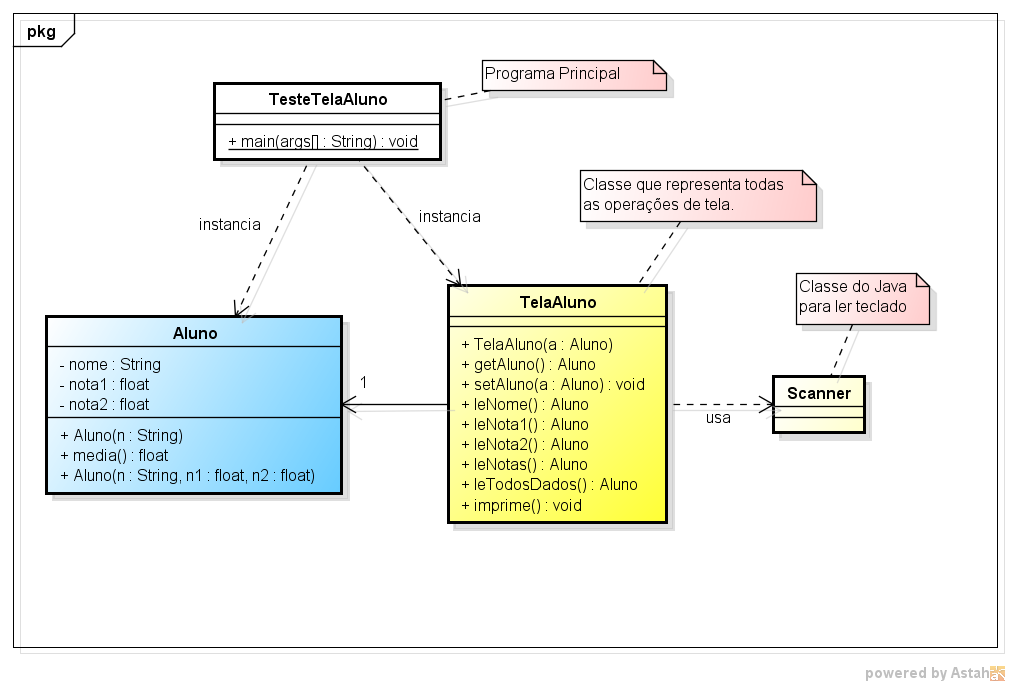 pkg
Programa Principal
TesteTelaAluno
+ main(args[] : String) : void
Classe que representa todas
as operações de tela.
instancia
instancia
Classe do Java
para ler teclado
TelaAluno
+ TelaAluno(a : Aluno)
+ getAluno() : Aluno
+ setAluno(a : Aluno) : void
+ leNome() : Aluno
+ leNota1() : Aluno
+ leNota2() : Aluno
+ leNotas() : Aluno
+ leTodosDados() : Aluno
+ imprime() : void
Aluno
- nome : String
- nota1 : float
- nota2 : float
+ Aluno(n : String)
+ media() : float
+ Aluno(n : String, n1 : float, n2 : float)
1
Scanner
usa
powered by Astah